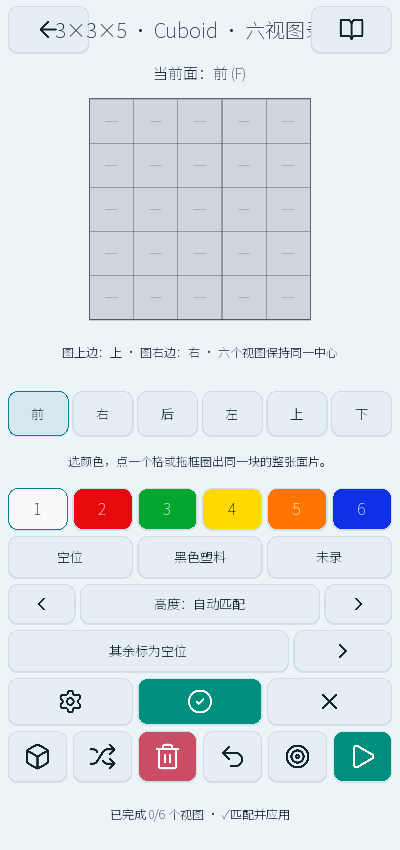 3×3×5 · Cuboid · 六视图
当前面：前 (F)
— — — — —
— — — — —
— — — — —
— — — — —
— — — — —
图上边：上 · 图右边：右 · 六个视图保持同一中心
前 右 后 左 上 下
选颜色，点一个格或拖框圈出同一块的整张面片。
1 2 3 4 5 6
空位 黑色塑料 未录
高度：自动匹配
其余标为空位
已完成 0/6 个视图 · ✓匹配并应用